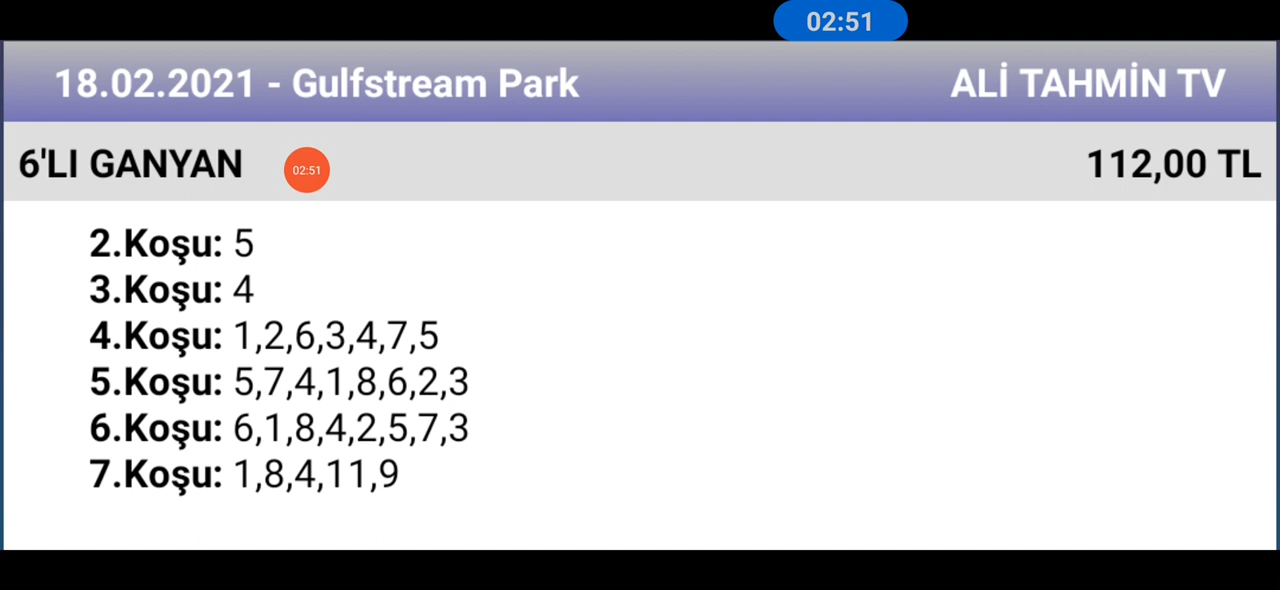 02:51
18.02.2021 - Gulfstream Park ALİ TAHMİN TV
6'LI GANYAN 02:51 112,00 TL
2.Koşu: 5
3.Koşu: 4
4.Koşu: 1,2,6,3,4,7,5
5.Koşu: 5,7,4,1,8,6,2,3
6.Koşu: 6,1,8,4,2,5,7,3
7.Koşu: 1,8,4,11,9